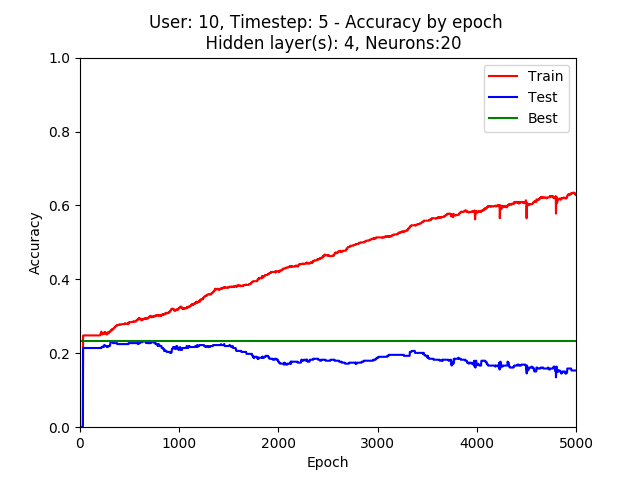 User: 10, Timestep: 5 - Accuracy by epoch
Hidden layer(s): 4, Neurons:20
1.0
0.8
0.6
0.4
0.2
0.0
Accuracy
Train
Test
Best
0 1000 2000 3000 4000 5000
Epoch